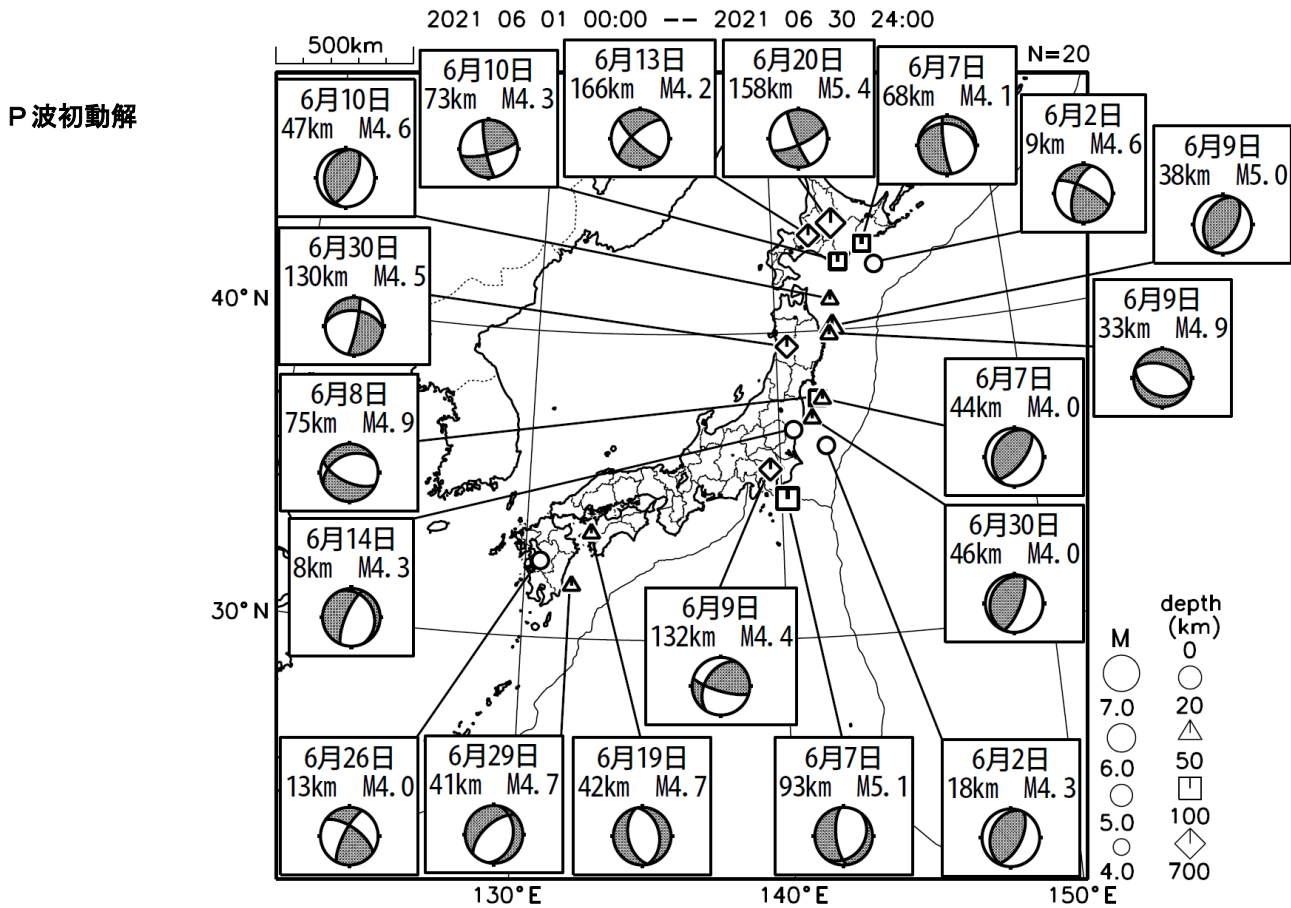 2021 06 01 00:00 -- 2021 06 30 24:00
500km
N=20
P波初動解
6月10日
47km M4.6
6月10日
73km M4.3
6月13日
166km M4.2
6月20日
158km M5.4
6月7日
68km M4.1
6月2日
9km M4.6
6月9日
38km M5.0
6月30日
130km M4.5
6月9日
33km M4.9
6月8日
75km M4.9
6月7日
44km M4.0
6月14日
8km M4.3
6月30日
46km M4.0
6月9日
132km M4.4
6月26日
13km M4.0
6月29日
41km M4.7
6月19日
42km M4.7
6月7日
93km M5.1
6月2日
18km M4.3
40°N
30°N
130°E
140°E
150°E
M
7.0
6.0
5.0
4.0
depth
(km)
0
20
50
100
700